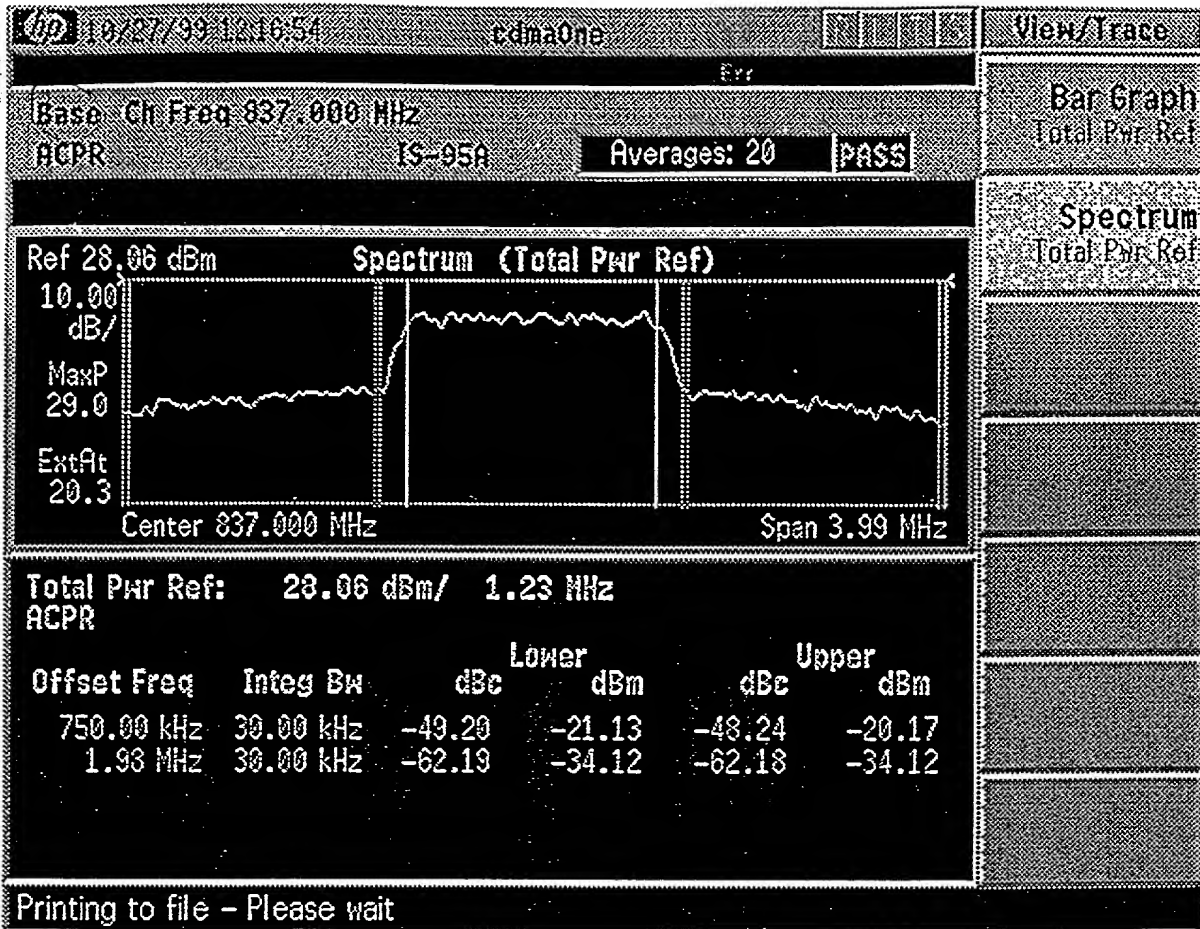 hp 10/27/99 12:16:54 cdmaOne
View/Trace
Err
Base Ch Freq 837.000 MHz
ACPR IS-95A Averages: 20 PASS
Bar Graph
Total Pwr Ref
Spectrum
Total Pwr Ref
Ref 28.06 dBm Spectrum (Total Pwr Ref)
10.00
dB/
MaxP
29.0
ExtAt
20.3
Center 837.000 MHz Span 3.99 MHz
Total Pwr Ref: 28.06 dBm/ 1.23 MHz
ACPR
Lower Upper
Offset Freq Integ Bw dBc dBm dBc dBm
750.00 kHz 30.00 kHz -49.20 -21.13 -48.24 -20.17
1.98 MHz 30.00 kHz -62.19 -34.12 -62.18 -34.12
Printing to file - Please wait